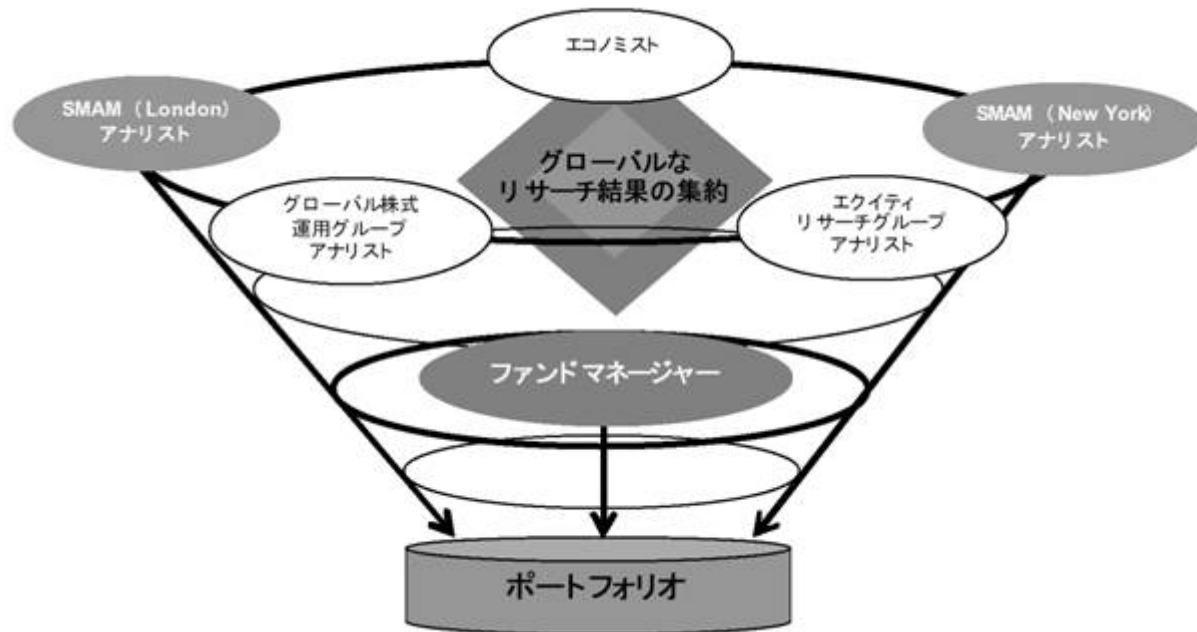 エコノミスト
SMAM (London)
アナリスト
SMAM (New York)
アナリスト
グローバルな
リサーチ結果の集約
グローバル株式
運用グループ
アナリスト
エクイティ
リサーチグループ
アナリスト
ファンドマネージャー
ポートフォリオ